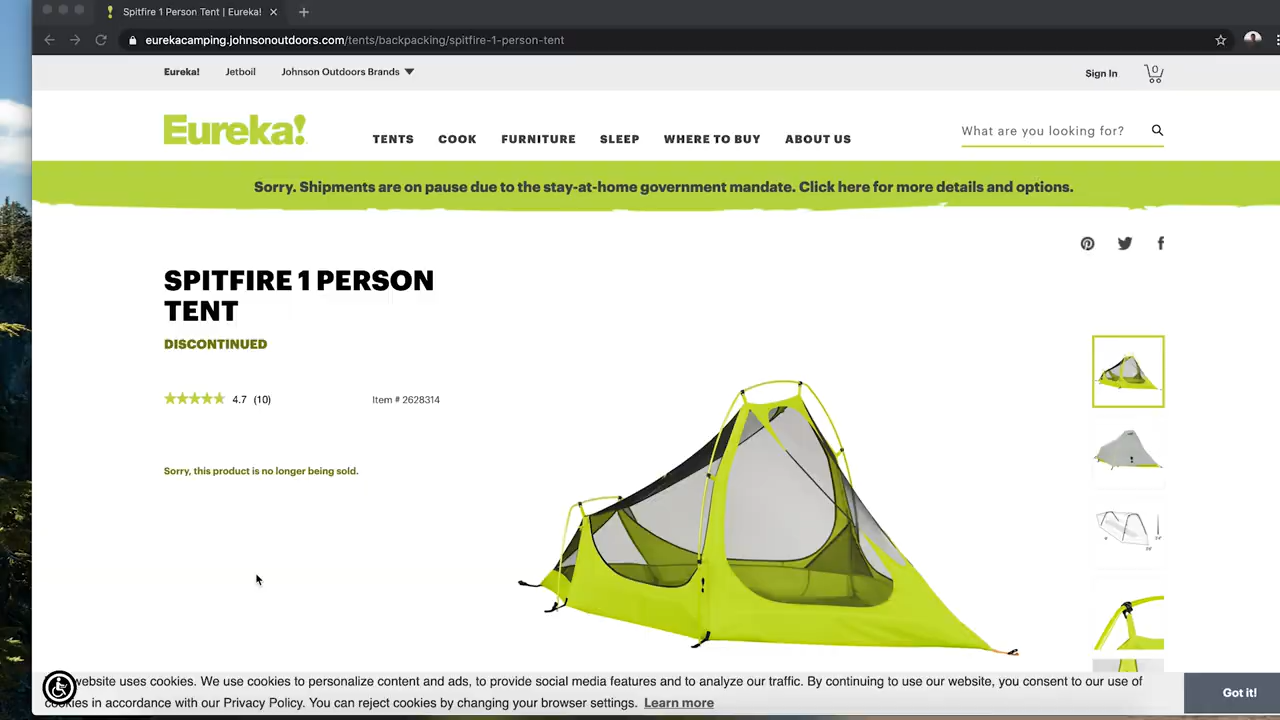 Spitfire 1 Person Tent | Eureka!
eurekacamping.johnsonoutdoors.com/tents/backpacking/spitfire-1-person-tent
Eureka! Jetboil Johnson Outdoors Brands Sign In 0
Eureka! TENTS COOK FURNITURE SLEEP WHERE TO BUY ABOUT US What are you looking for?
Sorry. Shipments are on pause due to the stay-at-home government mandate. Click here for more details and options.
SPITFIRE 1 PERSON
TENT
DISCONTINUED
4.7 (10) Item # 2628314
Sorry, this product is no longer being sold.
website uses cookies. We use cookies to personalize content and ads, to provide social media features and to analyze our traffic. By continuing to use our website, you consent to our use of
cookies in accordance with our Privacy Policy. You can reject cookies by changing your browser settings. Learn more
Got it!